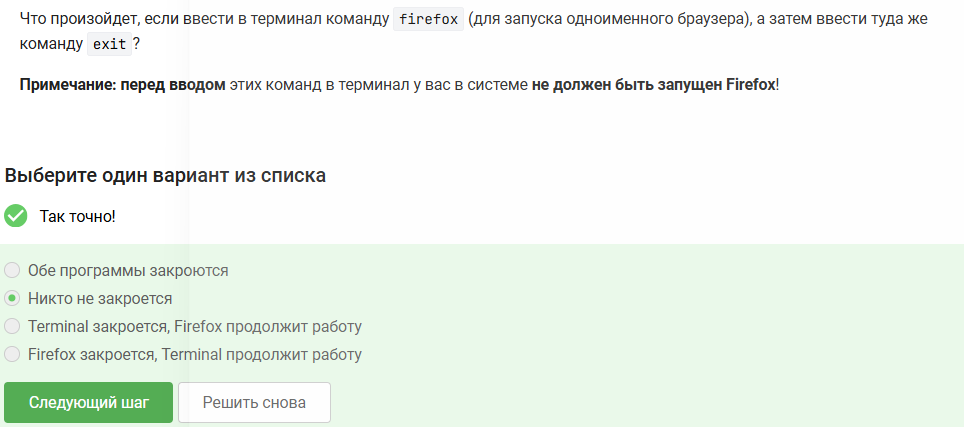 Что произойдет, если ввести в терминал команду firefox (для запуска одноименного браузера), а затем ввести туда же
команду exit?
Примечание: перед вводом этих команд в терминал у вас в системе не должен быть запущен Firefox!
Выберите один вариант из списка
Так точно!
Обе программы закроются
Никто не закроется
Terminal закроется, Firefox продолжит работу
Firefox закроется, Terminal продолжит работу
Следующий шаг Решить снова